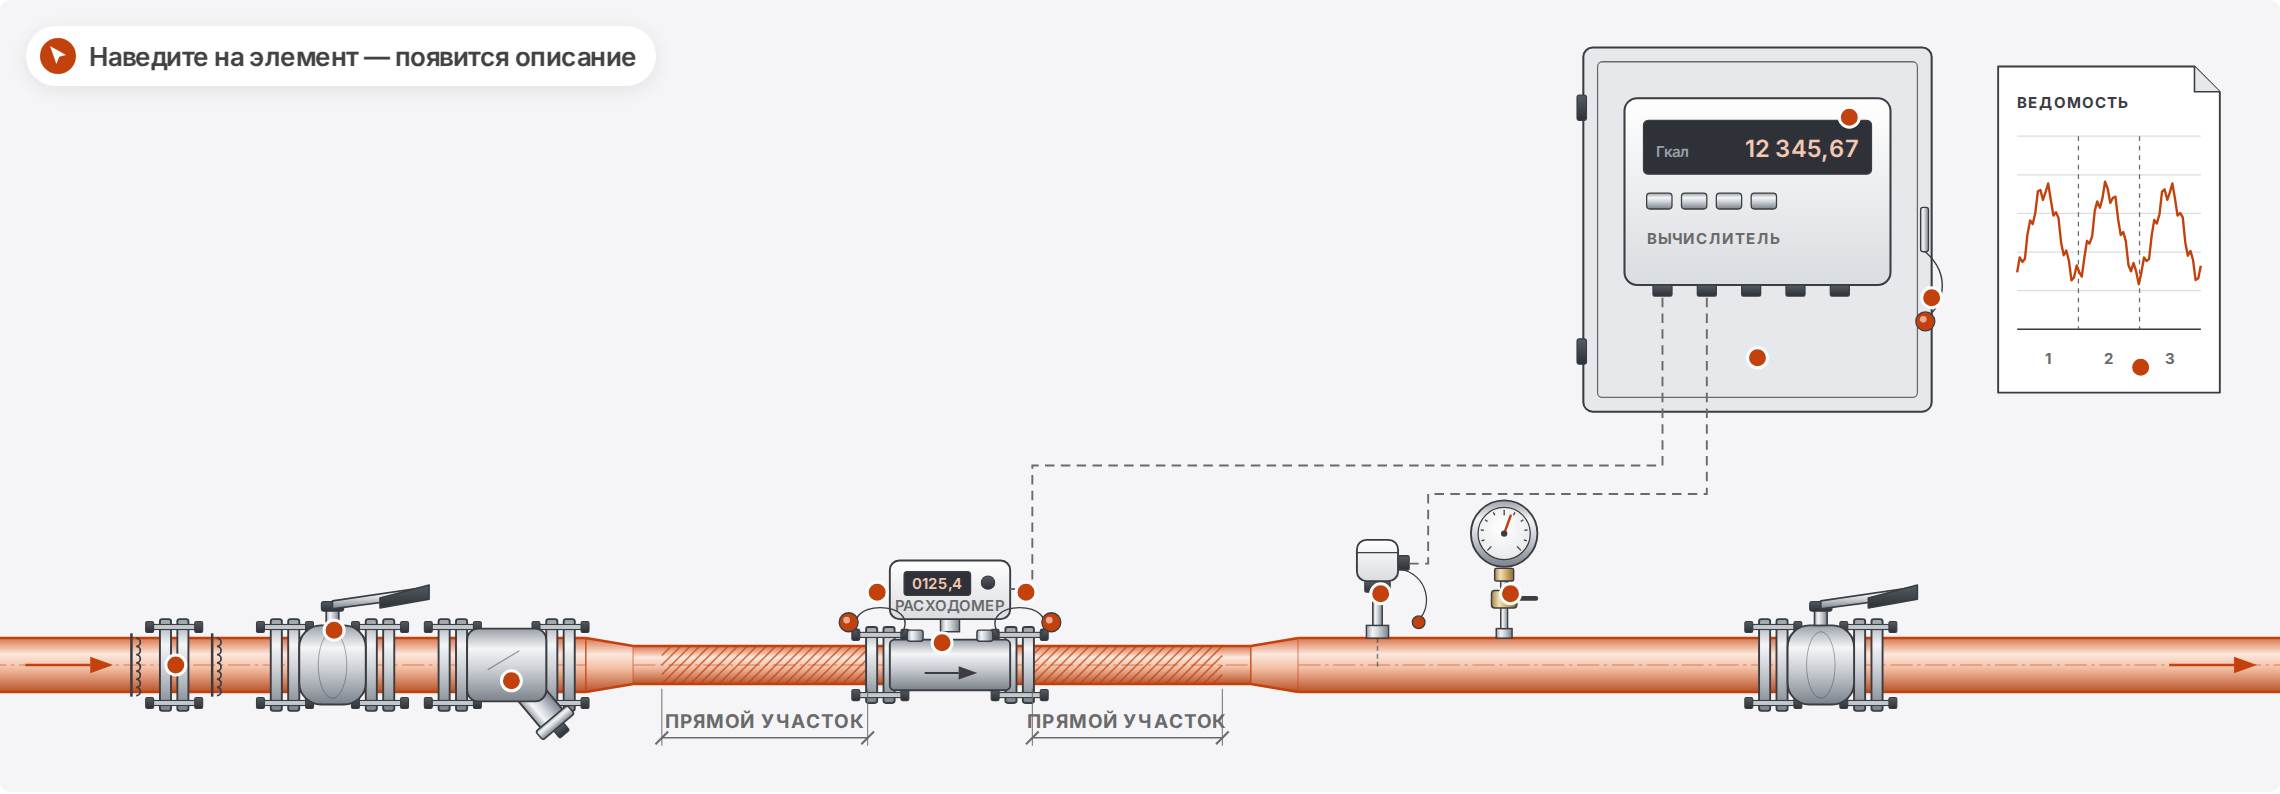 Наведите на элемент — появится описание
ВЕДОМОСТЬ
Гкал 12 345,67
ВЫЧИСЛИТЕЛЬ
1 2 3
0125,4
РАСХОДОМЕР
ПРЯМОЙ УЧАСТОК
ПРЯМОЙ УЧАСТОК